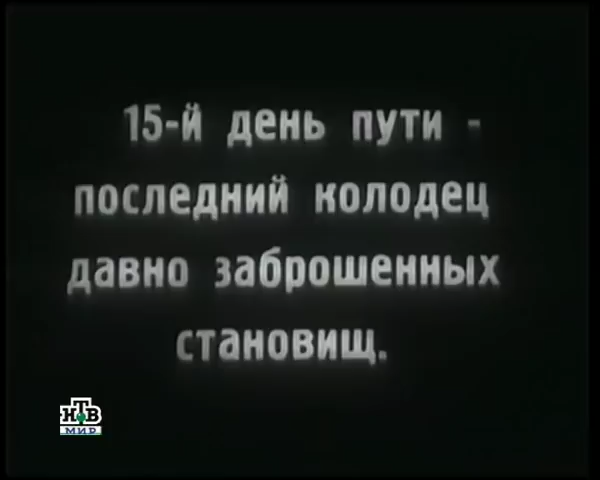 15-й день пути -
последний колодец
давно заброшенных
становищ.
НТВ
МИР